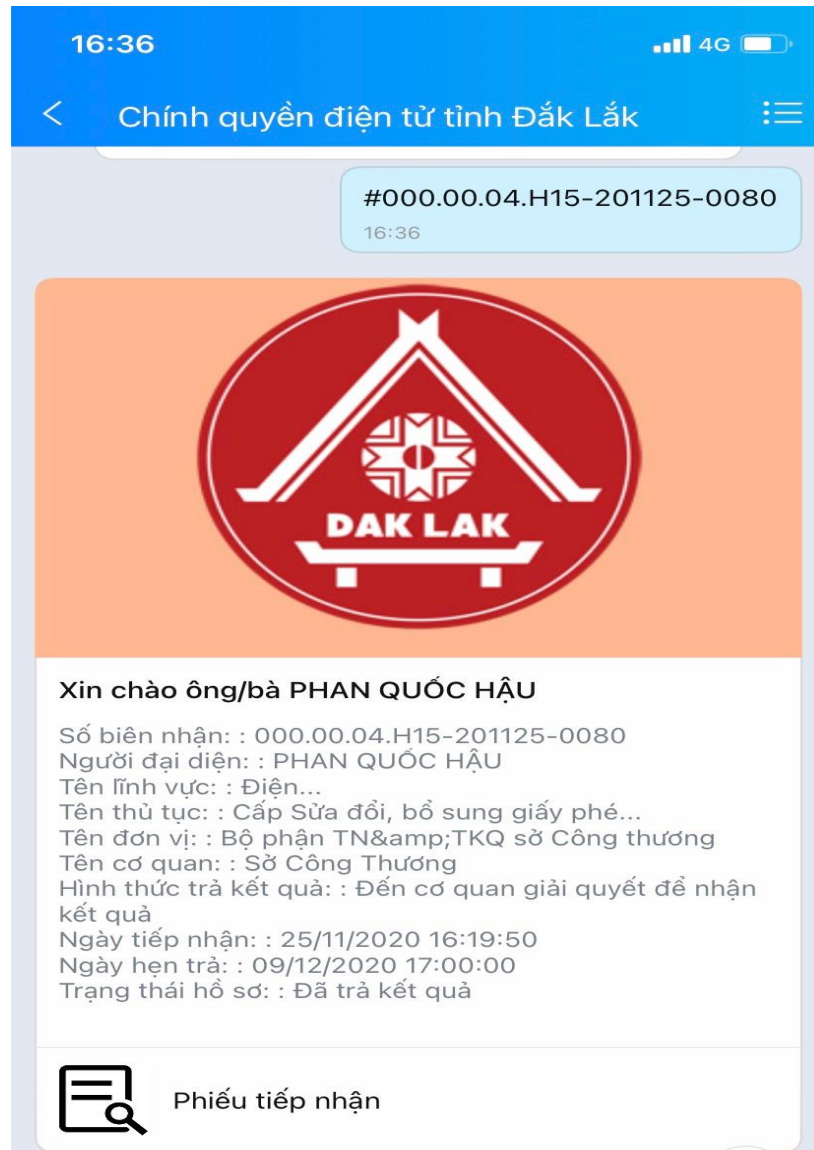 16:36
4G
Chính quyền điện tử tỉnh Đắk Lắk
#000.00.04.H15-201125-0080
16:36
DAK LAK
Xin chào ông/bà PHAN QUỐC HẬU
Số biên nhận: : 000.00.04.H15-201125-0080
Người đại diện: : PHAN QUỐC HẬU
Tên lĩnh vực: : Điện...
Tên thủ tục: : Cấp Sửa đổi, bổ sung giấy phé...
Tên đơn vị: : Bộ phận TN&amp;TKQ sở Công thương
Tên cơ quan: : Sở Công Thương
Hình thức trả kết quả: : Đến cơ quan giải quyết để nhận
kết quả
Ngày tiếp nhận: : 25/11/2020 16:19:50
Ngày hẹn trả: : 09/12/2020 17:00:00
Trạng thái hồ sơ: : Đã trả kết quả
Phiếu tiếp nhận